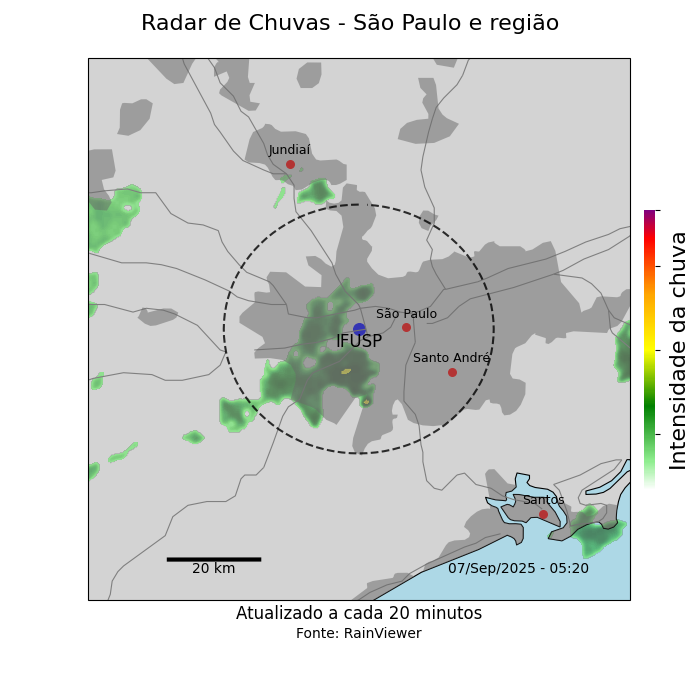 Radar de Chuvas - São Paulo e região
Jundiaí
São Paulo
IFUSP
Santo André
Santos
20 km
07/Sep/2025 - 05:20
Intensidade da chuva
Atualizado a cada 20 minutos
Fonte: RainViewer